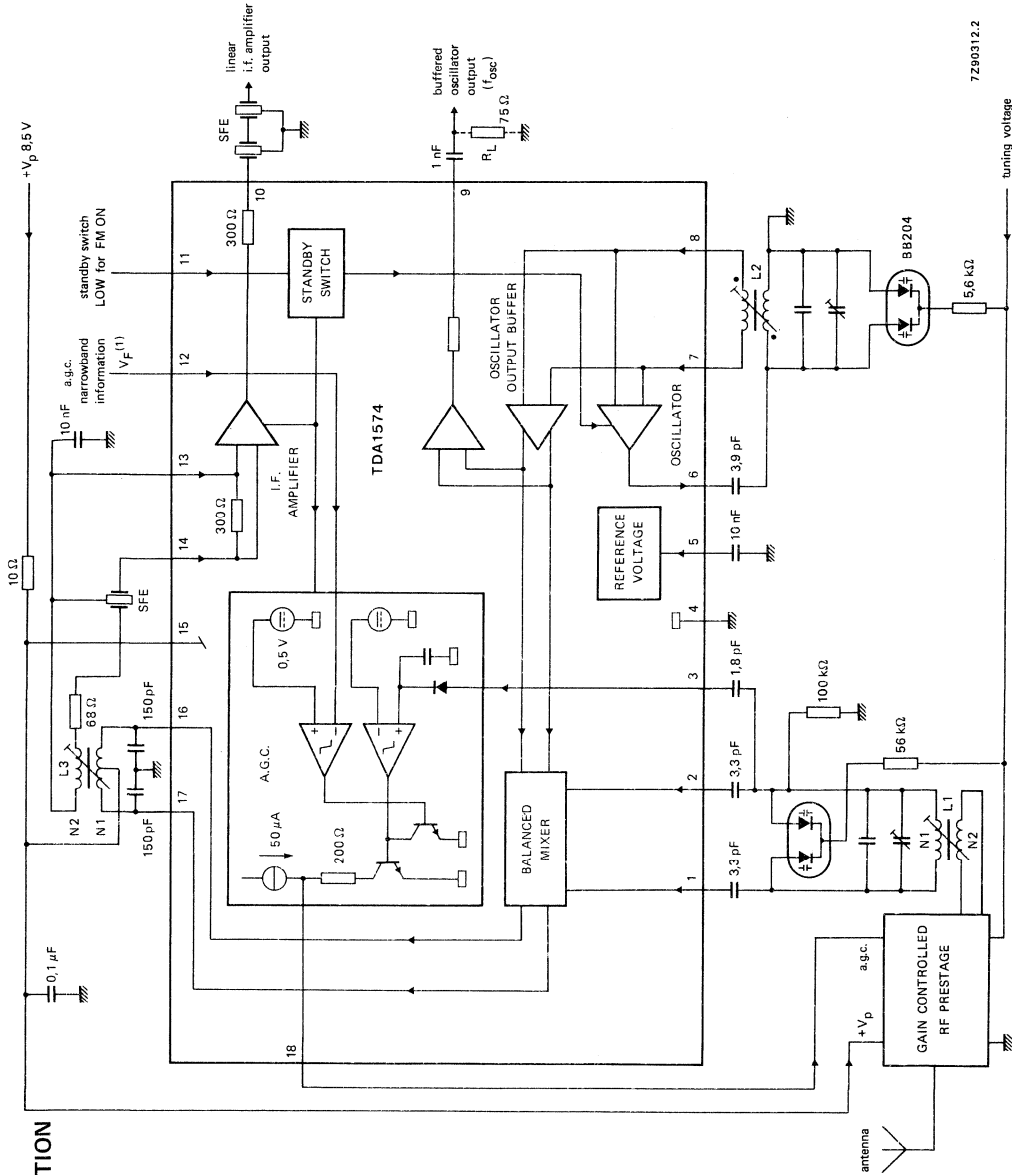 TION
+Vp 8,5 V
0,1 μF
10 Ω
10 nF
a.g.c.
narrowband
information
VF(1)
standby switch
LOW for FM ON
linear
i.f. amplifier
output
SFE
L3
N2
N1
68 Ω
150 pF
150 pF
SFE
18
17
16
15
14
13
12
11
10
300 Ω
300 Ω
I.F.
AMPLIFIER
STANDBY
SWITCH
A.G.C.
50 μA
200 Ω
0,5 V
+
−
−
+
TDA1574
1 nF
buffered
oscillator
output
(fosc)
RL
75 Ω
9
BALANCED
MIXER
REFERENCE
VOLTAGE
OSCILLATOR
OUTPUT BUFFER
OSCILLATOR
1
2
3
4
5
6
7
8
3,3 pF
3,3 pF
1,8 pF
10 nF
3,9 pF
L2
100 kΩ
56 kΩ
BB204
5,6 kΩ
N1
L1
N2
antenna
+Vp
a.g.c.
GAIN CONTROLLED
RF PRESTAGE
tuning voltage
7Z90312.2